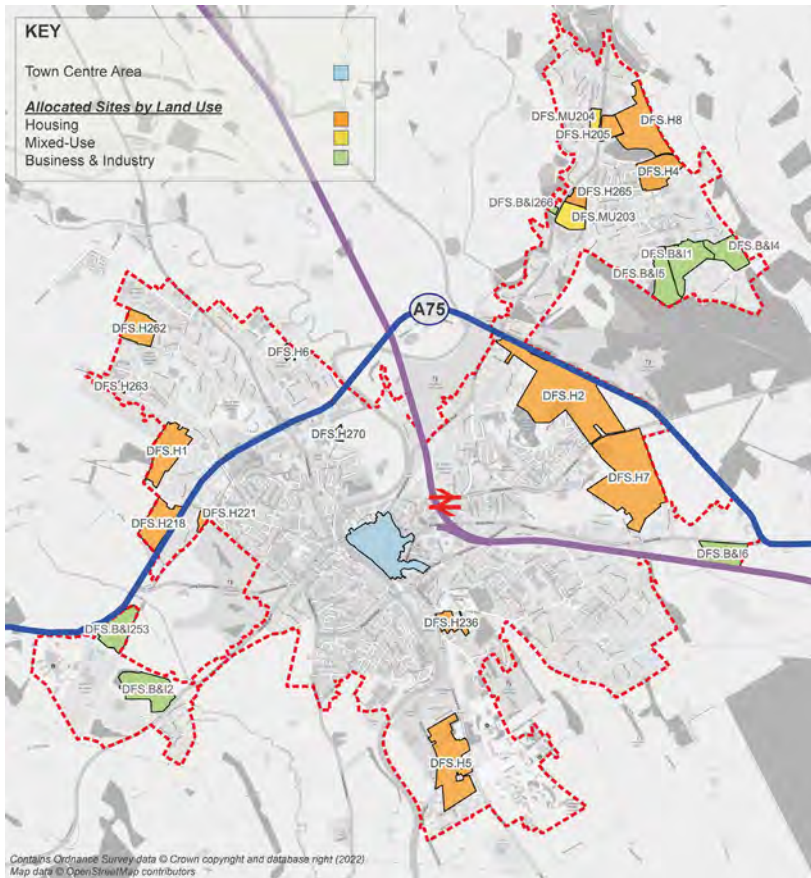 KEY
Town Centre Area
Allocated Sites by Land Use
Housing
Mixed-Use
Business & Industry
DFS.MU204
DFS.H8
DFS.H205
DFS.H4
DFS.H265
DFS.B&I266
DFS.MU203
DFS.B&I1
DFS.B&I4
DFS.B&I5
A75
DFS.H262
DFS.H6
DFS.H263
DFS.H2
DFS.H270
DFS.H1
DFS.H7
DFS.H221
DFS.H218
DFS.B&I6
DFS.H236
DFS.B&I253
DFS.B&I2
DFS.H5
Contains Ordnance Survey data © Crown copyright and database right (2022)
Map data © OpenStreetMap contributors